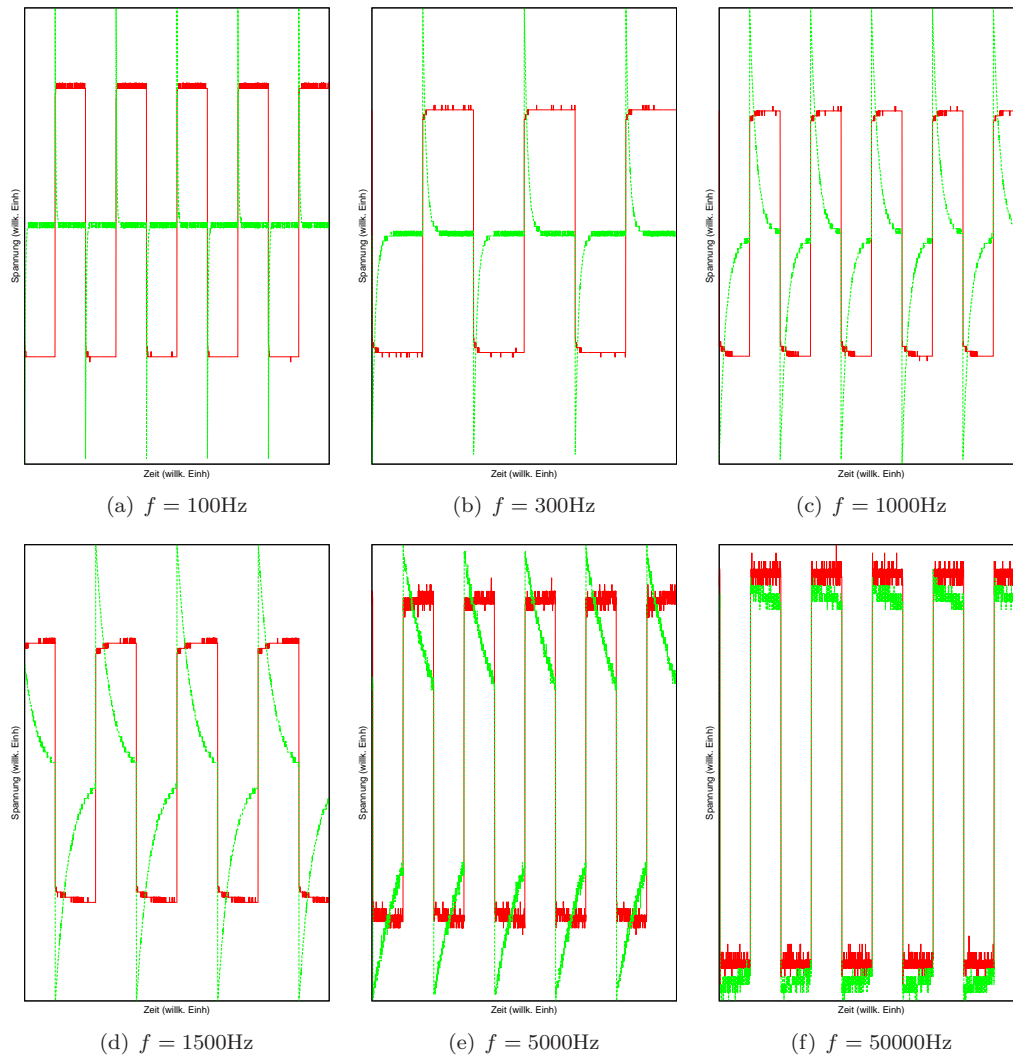 Spannung (willk. Einh)
Zeit (willk. Einh)
(a) f = 100Hz
Spannung (willk. Einh)
Zeit (willk. Einh)
(b) f = 300Hz
Spannung (willk. Einh)
Zeit (willk. Einh)
(c) f = 1000Hz
Spannung (willk. Einh)
Zeit (willk. Einh)
(d) f = 1500Hz
Spannung (willk. Einh)
Zeit (willk. Einh)
(e) f = 5000Hz
Spannung (willk. Einh)
Zeit (willk. Einh)
(f) f = 50000Hz